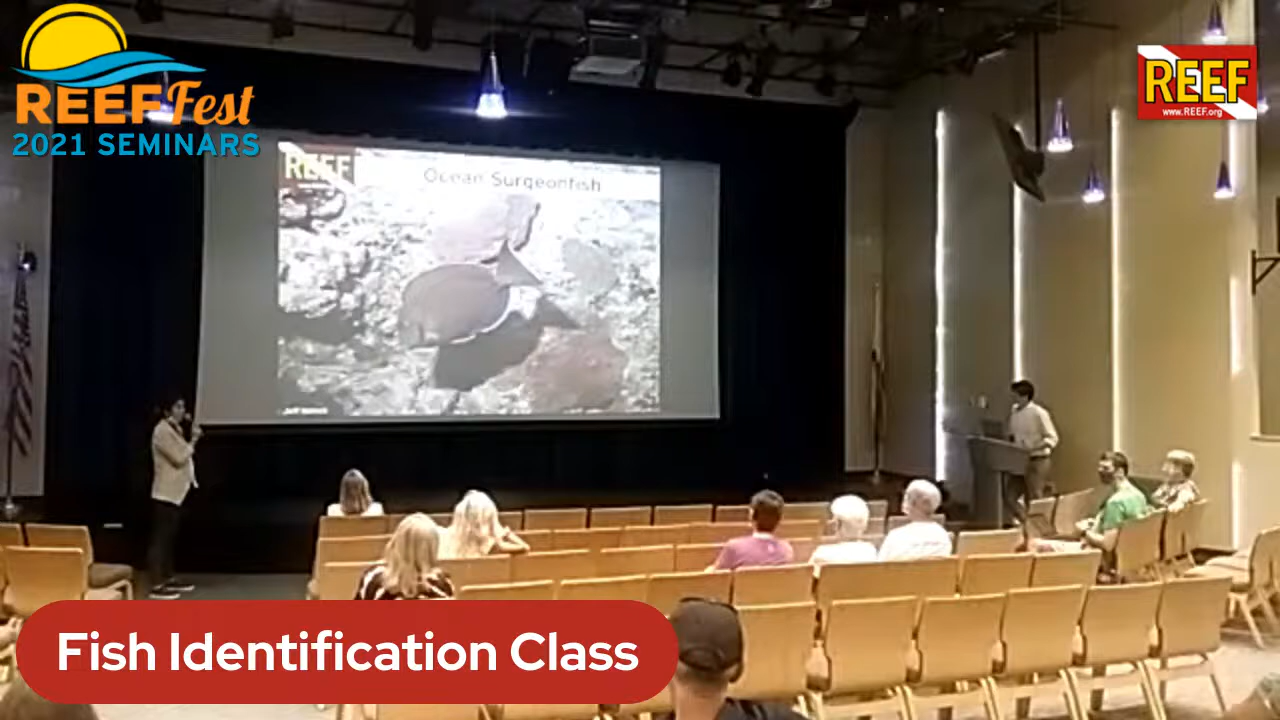 REEF Fest
2021 SEMINARS
REEF
www.REEF.org
REEF
Ocean Surgeonfish
Fish Identification Class